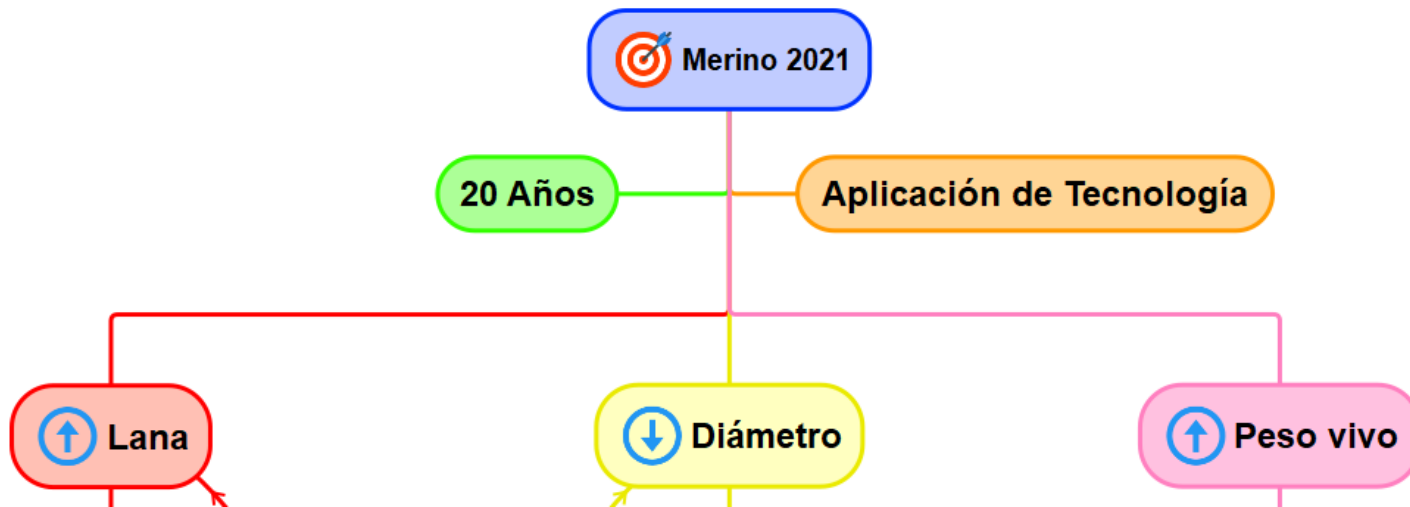 Merino 2021
20 Años
Aplicación de Tecnología
Lana
Diámetro
Peso vivo